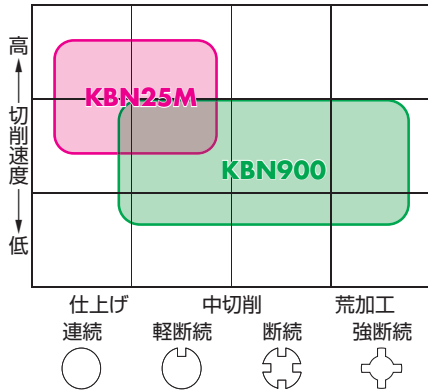 高
切削速度
低
KBN25M
KBN900
仕上げ 中切削 荒加工
連続 軽断続 断続 強断続